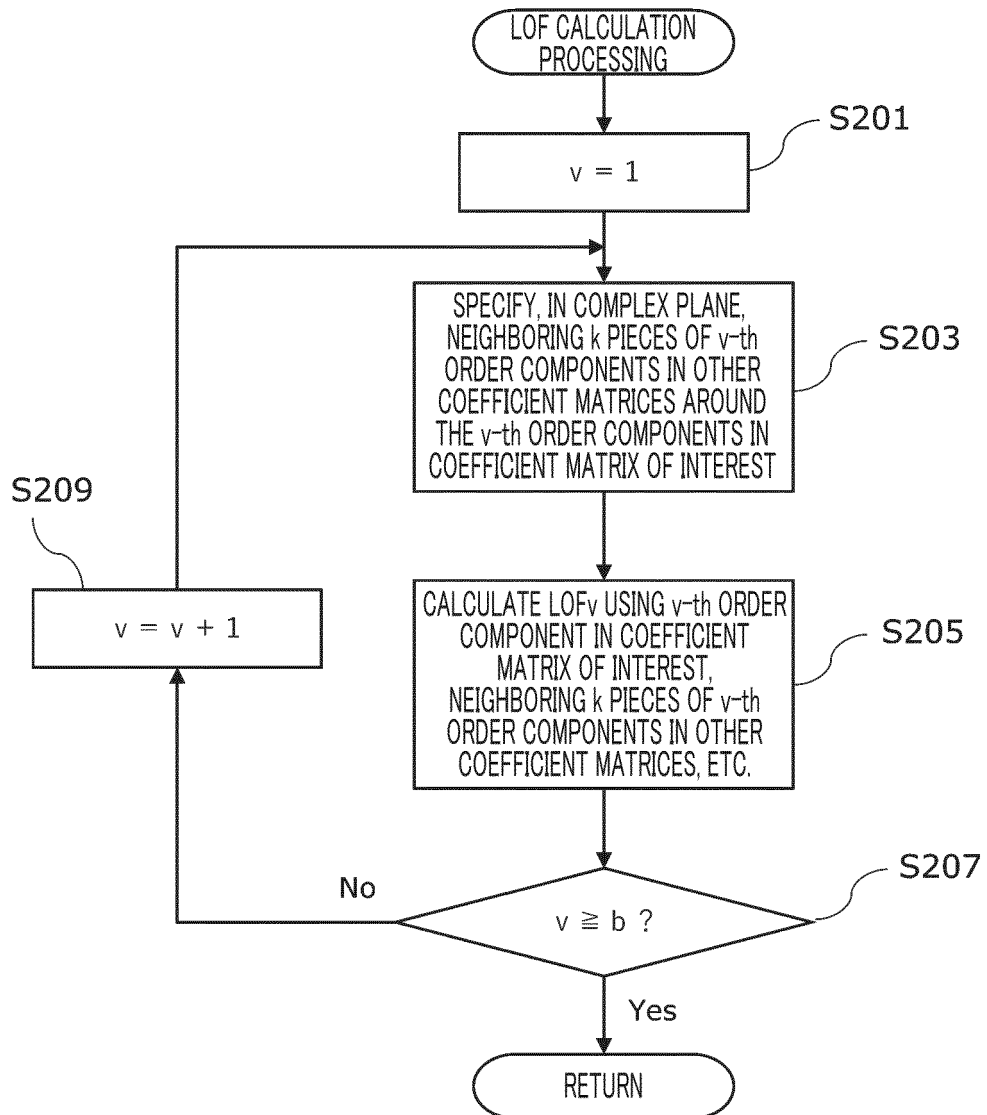 LOF CALCULATION
PROCESSING
S201
v = 1
SPECIFY, IN COMPLEX PLANE,
NEIGHBORING k PIECES OF v-th
ORDER COMPONENTS IN OTHER
COEFFICIENT MATRICES AROUND
THE v-th ORDER COMPONENTS IN
COEFFICIENT MATRIX OF INTEREST
S203
S209
v = v + 1
CALCULATE LOFv USING v-th ORDER
COMPONENT IN COEFFICIENT
MATRIX OF INTEREST,
NEIGHBORING k PIECES OF v-th
ORDER COMPONENTS IN OTHER
COEFFICIENT MATRICES, ETC.
S205
S207
No
v ≧ b ?
Yes
RETURN